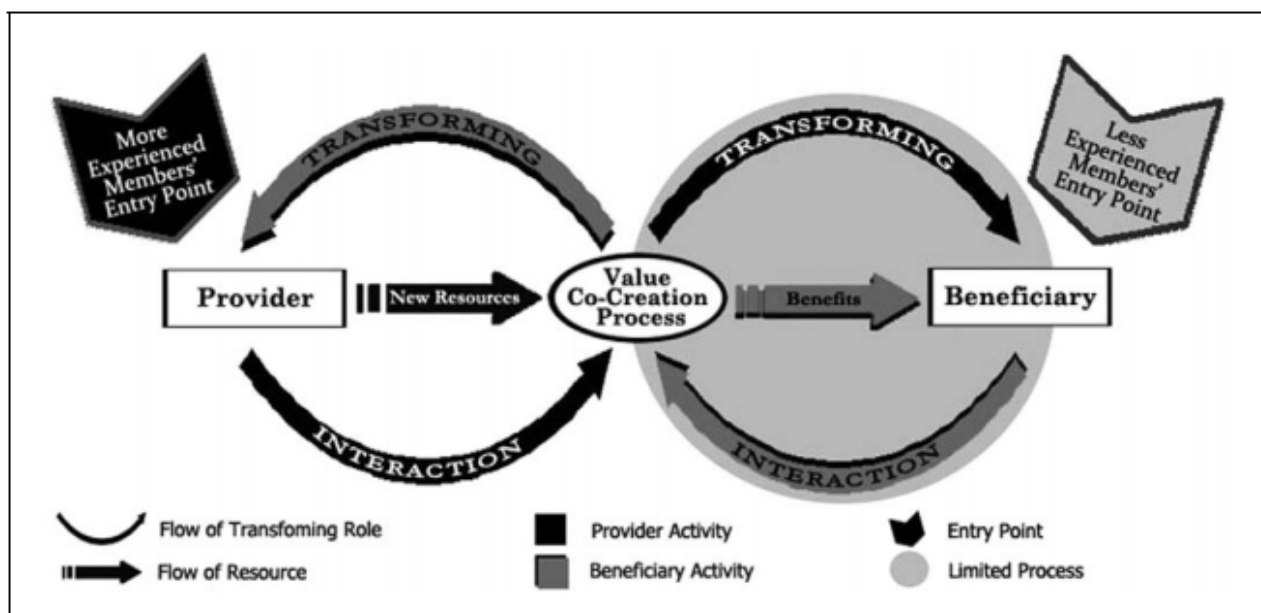 More
Experienced
Members'
Entry Point
TRANSFORMING
TRANSFORMING
Less
Experienced
Members'
Entry Point
Provider
New Resources
Value
Co-Creation
Process
Benefits
Beneficiary
INTERACTION
INTERACTION
Flow of Transfoming Role
Provider Activity
Entry Point
Flow of Resource
Beneficiary Activity
Limited Process